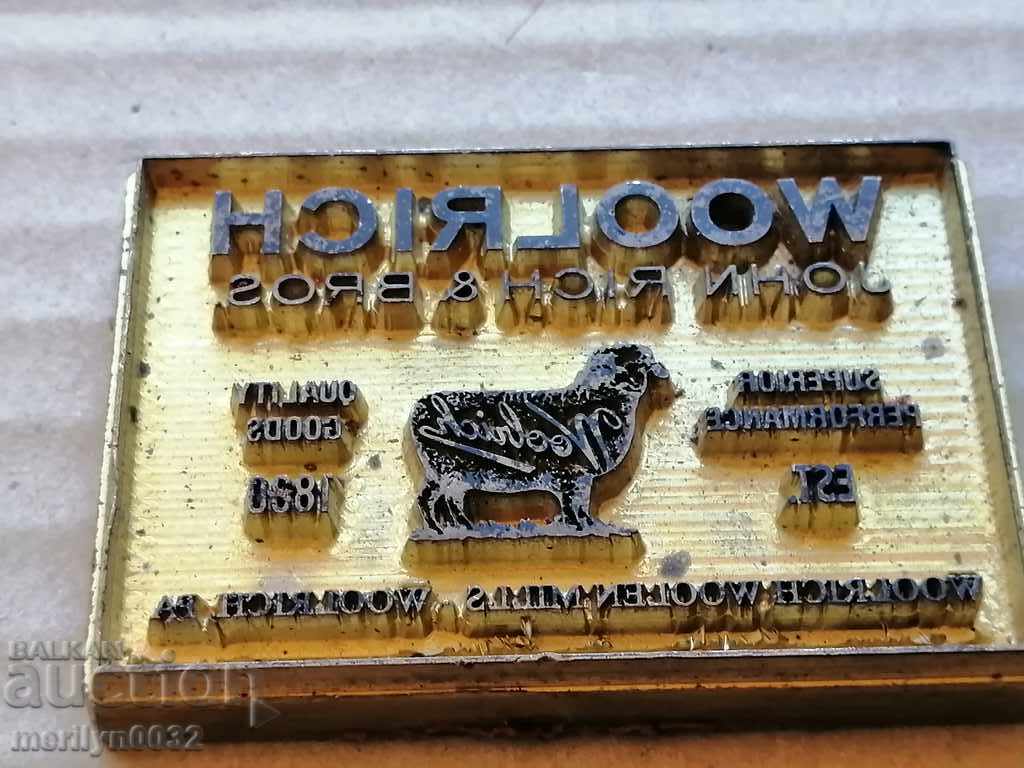 WOOLRICH
JOHN RICH & BROS
SUPERIOR PERFORMANCE
QUALITY GOODS
Woolrich
EST. 1830
WOOLRICH WOOLEN MILLS WOOLRICH, PA
BALKAN
auction
merilyn0032